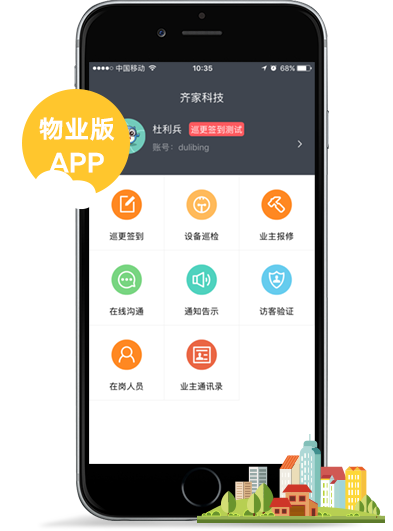 中国移动
10:35
68%
齐家科技
物业版
APP
杜利兵 巡更签到测试
账号：dulibing
巡更签到
设备巡检
业主报修
在线沟通
通知告示
访客验证
在岗人员
业主通讯录